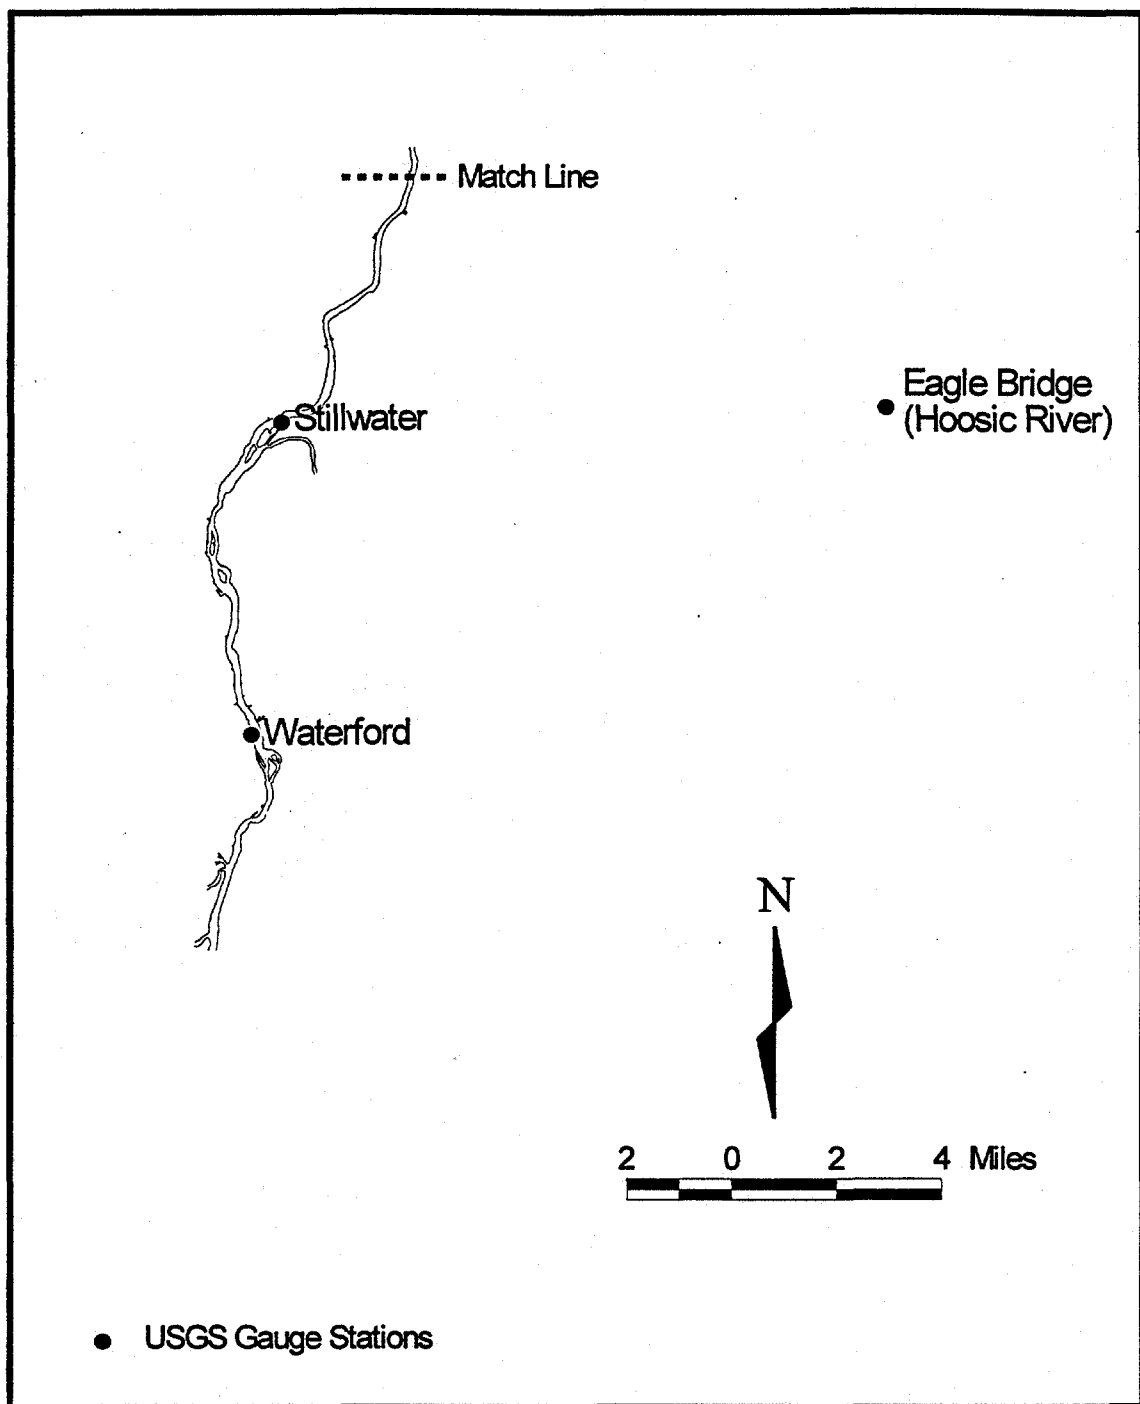 Match Line
Eagle Bridge
(Hoosic River)
Stillwater
Waterford
N
2 0 2 4 Miles
USGS Gauge Stations